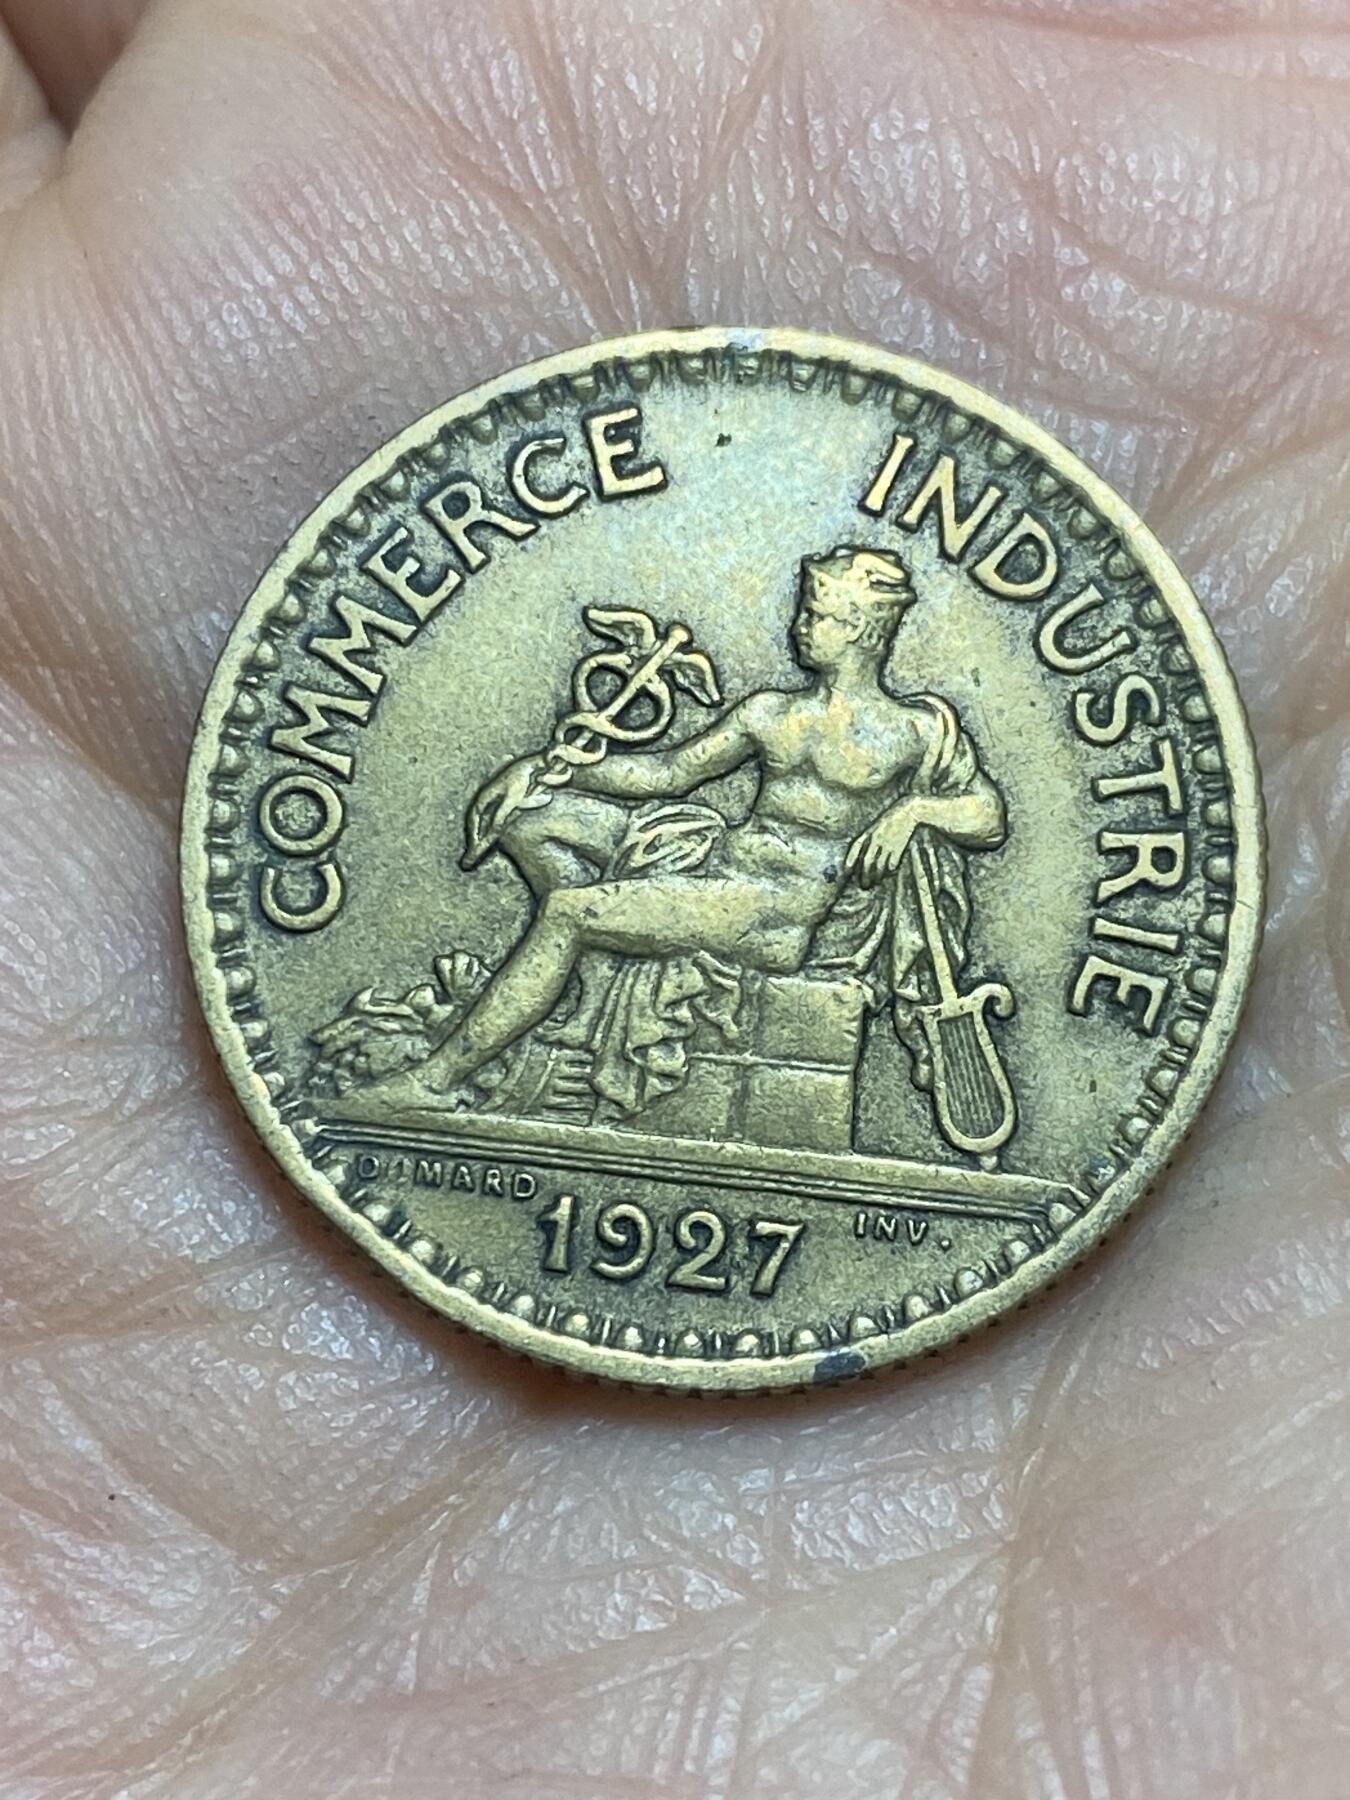 COMMERCE INDUSTRIE
DOMARD INV.
1927